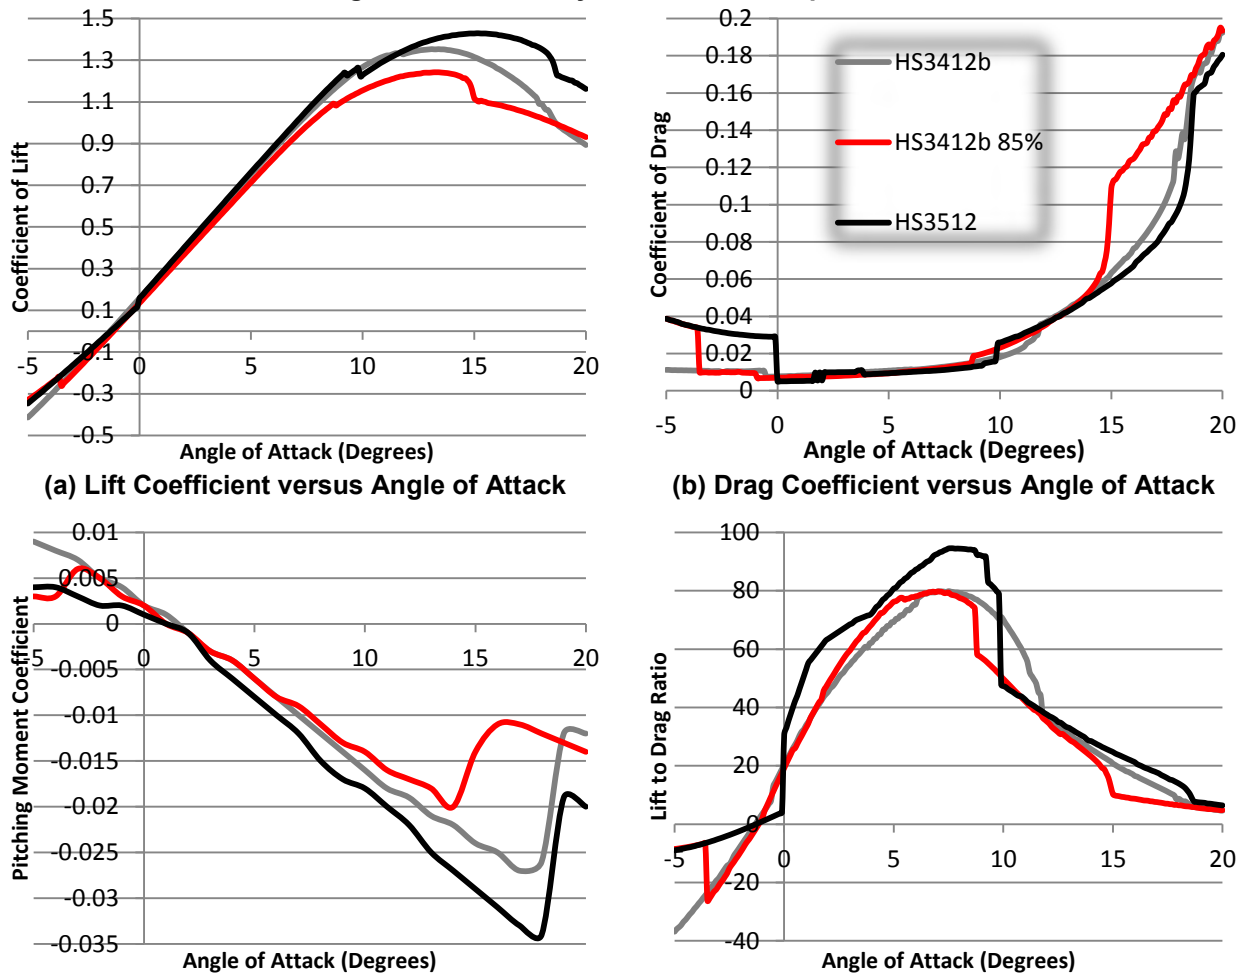 1.5
1.3
1.1
0.9
0.7
0.5
0.3
0.1
-0.1
-0.3
-0.5
-5 0 5 10 15 20
Coefficient of Lift
Angle of Attack (Degrees)
(a) Lift Coefficient versus Angle of Attack
0.2
0.18
0.16
0.14
0.12
0.1
0.08
0.06
0.04
0.02
0
-5 0 5 10 15 20
Coefficient of Drag
HS3412b
HS3412b 85%
HS3512
Angle of Attack (Degrees)
(b) Drag Coefficient versus Angle of Attack
0.01
0.005
0
-0.005
-0.01
-0.015
-0.02
-0.025
-0.03
-0.035
-5 0 5 10 15 20
Pitching Moment Coefficient
Angle of Attack (Degrees)
100
80
60
40
20
0
-20
-40
-5 0 5 10 15 20
Lift to Drag Ratio
Angle of Attack (Degrees)